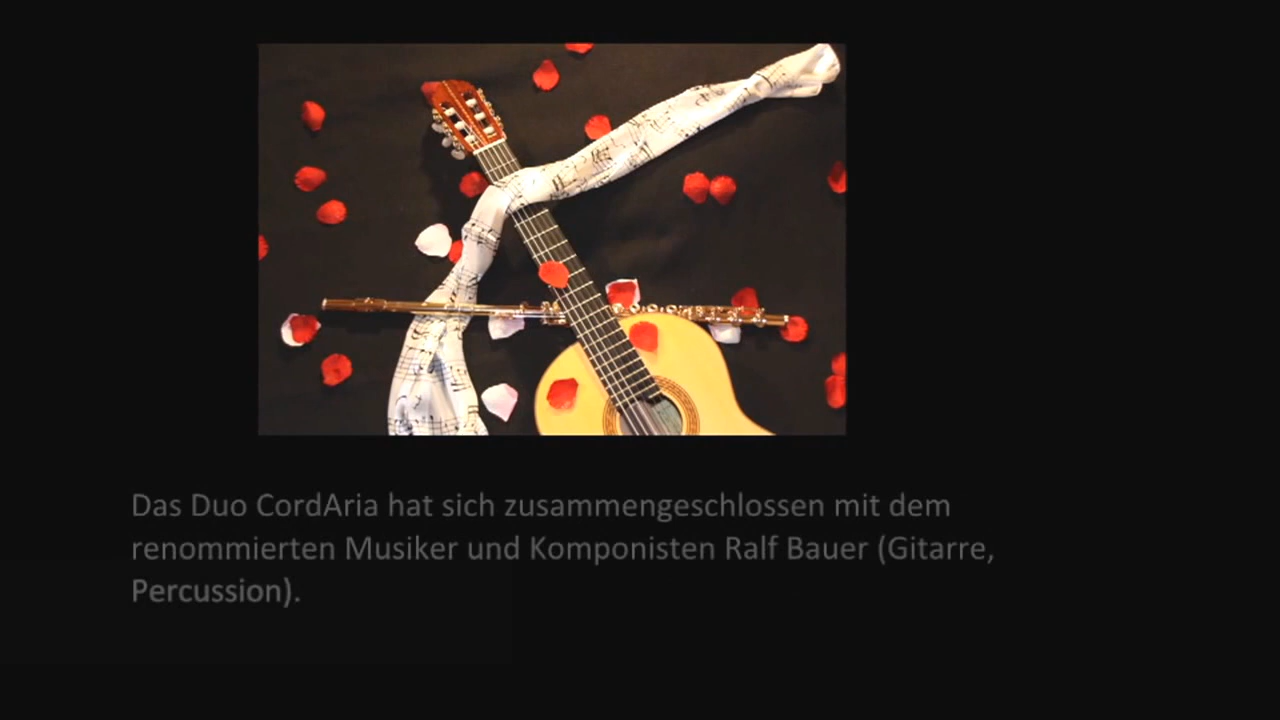 Das Duo CordAria hat sich zusammengeschlossen mit dem
renommierten Musiker und Komponisten Ralf Bauer (Gitarre,
Percussion).